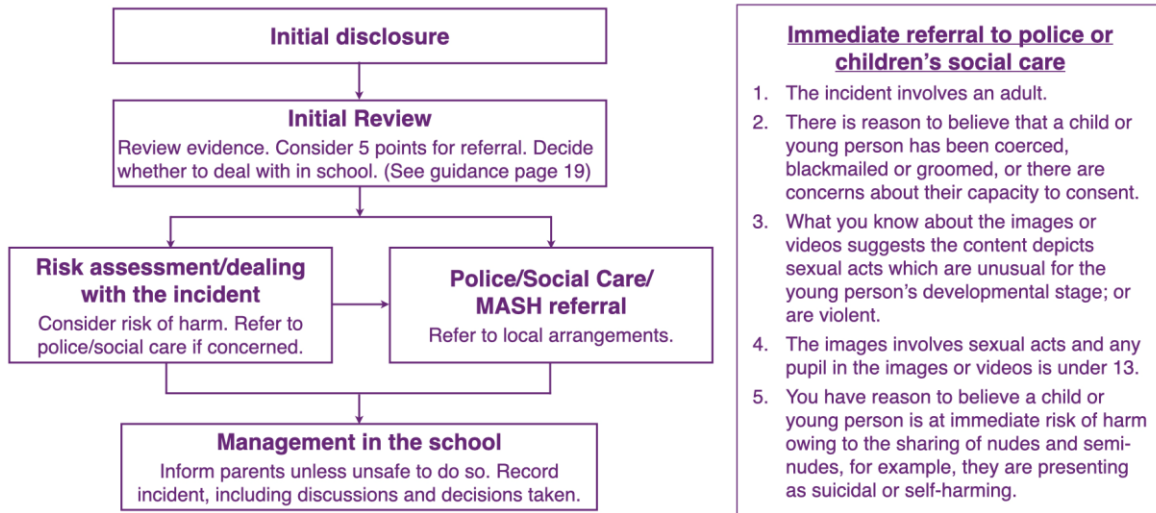 Initial disclosure
Initial Review
Review evidence. Consider 5 points for referral. Decide
whether to deal with in school. (See guidance page 19)
Risk assessment/dealing
with the incident
Consider risk of harm. Refer to
police/social care if concerned.
Police/Social Care/
MASH referral
Refer to local arrangements.
Management in the school
Inform parents unless unsafe to do so. Record
incident, including discussions and decisions taken.
Immediate referral to police or
children's social care
1. The incident involves an adult.
2. There is reason to believe that a child or
young person has been coerced,
blackmailed or groomed, or there are
concerns about their capacity to consent.
3. What you know about the images or
videos suggests the content depicts
sexual acts which are unusual for the
young person's developmental stage; or
are violent.
4. The images involves sexual acts and any
pupil in the images or videos is under 13.
5. You have reason to believe a child or
young person is at immediate risk of harm
owing to the sharing of nudes and semi-
nudes, for example, they are presenting
as suicidal or self-harming.